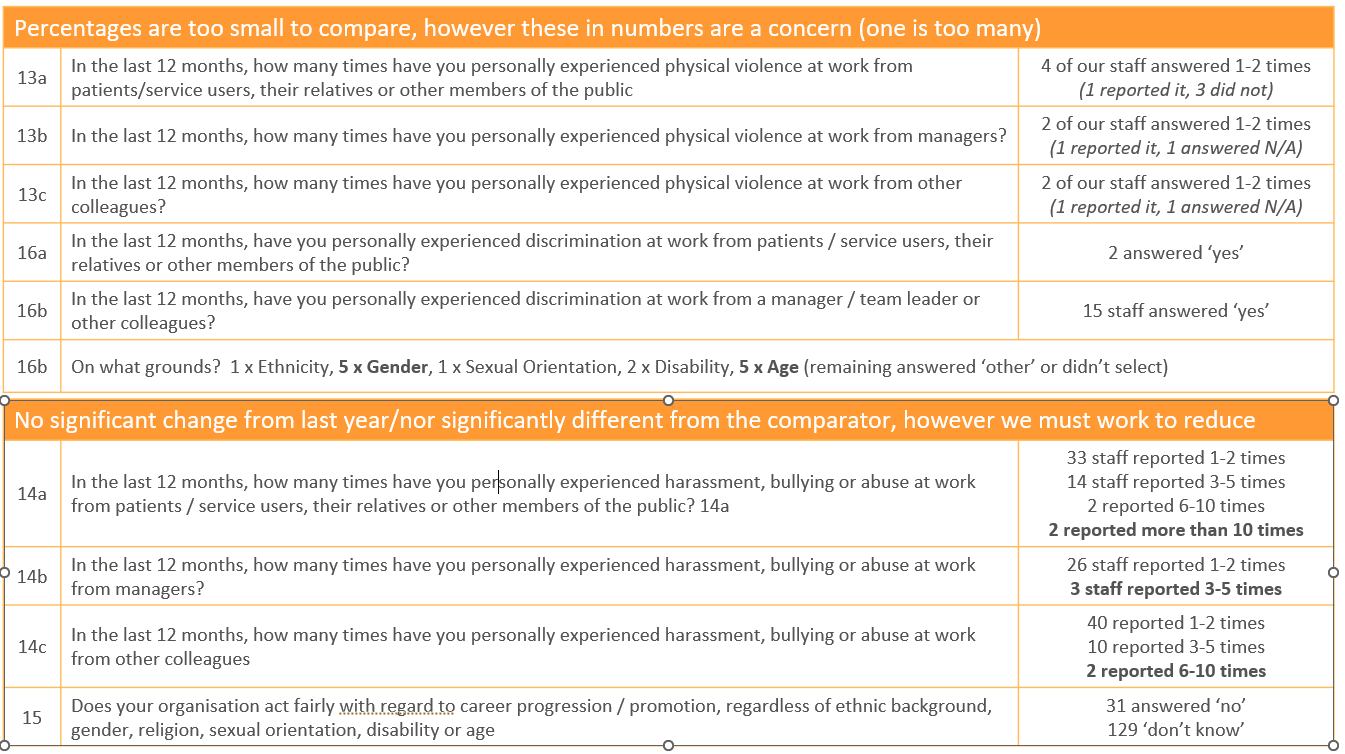 Percentages are too small to compare, however these in numbers are a concern (one is too many)
13a
In the last 12 months, how many times have you personally experienced physical violence at work from
patients/service users, their relatives or other members of the public
4 of our staff answered 1-2 times
(1 reported it, 3 did not)
13b
In the last 12 months, how many times have you personally experienced physical violence at work from managers?
2 of our staff answered 1-2 times
(1 reported it, 1 answered N/A)
13c
In the last 12 months, how many times have you personally experienced physical violence at work from other
colleagues?
2 of our staff answered 1-2 times
(1 reported it, 1 answered N/A)
16a
In the last 12 months, have you personally experienced discrimination at work from patients / service users, their
relatives or other members of the public?
2 answered ‘yes’
16b
In the last 12 months, have you personally experienced discrimination at work from a manager / team leader or
other colleagues?
15 staff answered ‘yes’
16b
On what grounds?  1 x Ethnicity, 5 x Gender, 1 x Sexual Orientation, 2 x Disability, 5 x Age (remaining answered ‘other’ or didn’t select)
No significant change from last year/nor significantly different from the comparator, however we must work to reduce
14a
In the last 12 months, how many times have you personally experienced harassment, bullying or abuse at work
from patients / service users, their relatives or other members of the public? 14a
33 staff reported 1-2 times
14 staff reported 3-5 times
2 reported 6-10 times
2 reported more than 10 times
14b
In the last 12 months, how many times have you personally experienced harassment, bullying or abuse at work
from managers?
26 staff reported 1-2 times
3 staff reported 3-5 times
14c
In the last 12 months, how many times have you personally experienced harassment, bullying or abuse at work
from other colleagues
40 reported 1-2 times
10 reported 3-5 times
2 reported 6-10 times
15
Does your organisation act fairly with regard to career progression / promotion, regardless of ethnic background,
gender, religion, sexual orientation, disability or age
31 answered ‘no’
129 ‘don’t know’